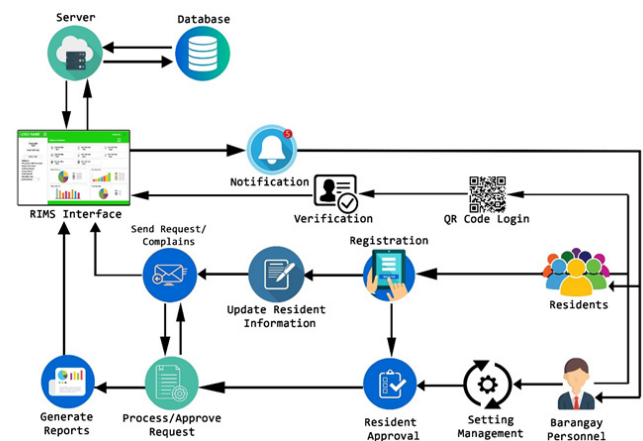 Server
Database
5
Notification
RIMS Interface
Verification
QR Code Login
Send Request/
Complains
Registration
Update Resident
Information
Residents
Generate
Reports
Process/Approve
Request
Resident
Approval
Setting
Management
Barangay
Personnel